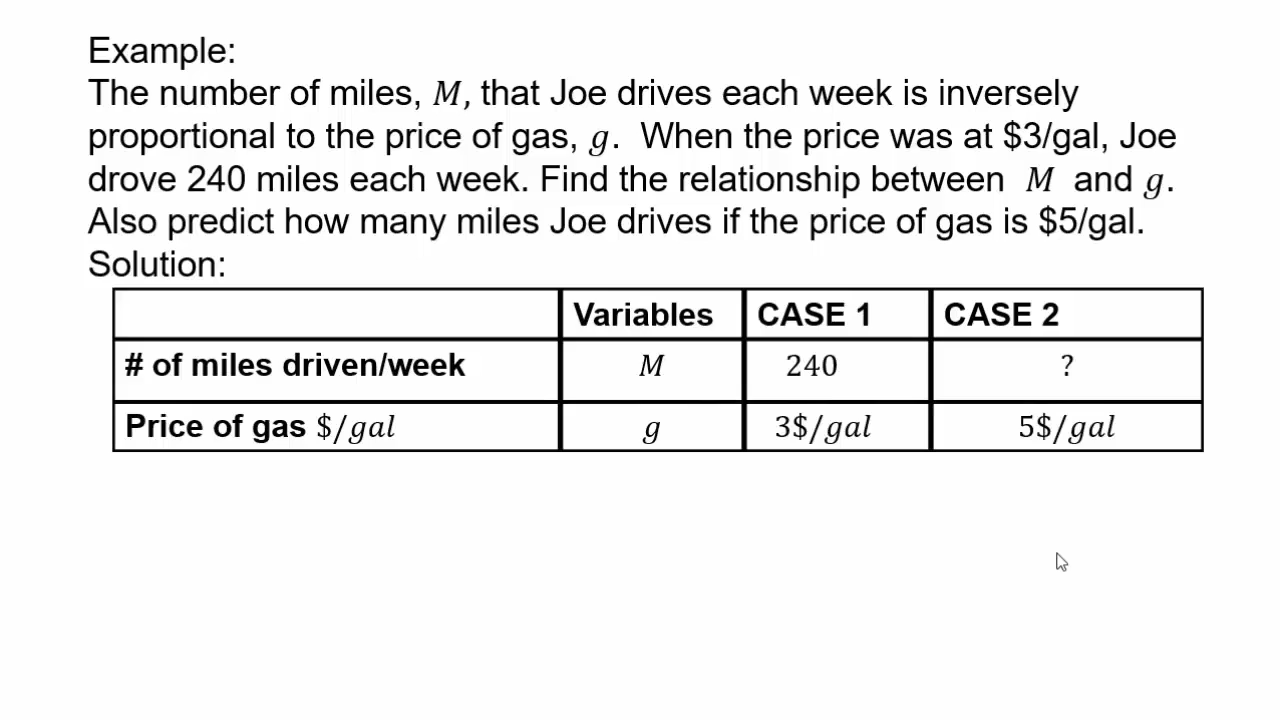 Example:
The number of miles, M, that Joe drives each week is inversely
proportional to the price of gas, g. When the price was at $3/gal, Joe
drove 240 miles each week. Find the relationship between M and g.
Also predict how many miles Joe drives if the price of gas is $5/gal.
Solution:
Variables CASE 1 CASE 2
# of miles driven/week M 240 ?
Price of gas $/gal g 3$/gal 5$/gal